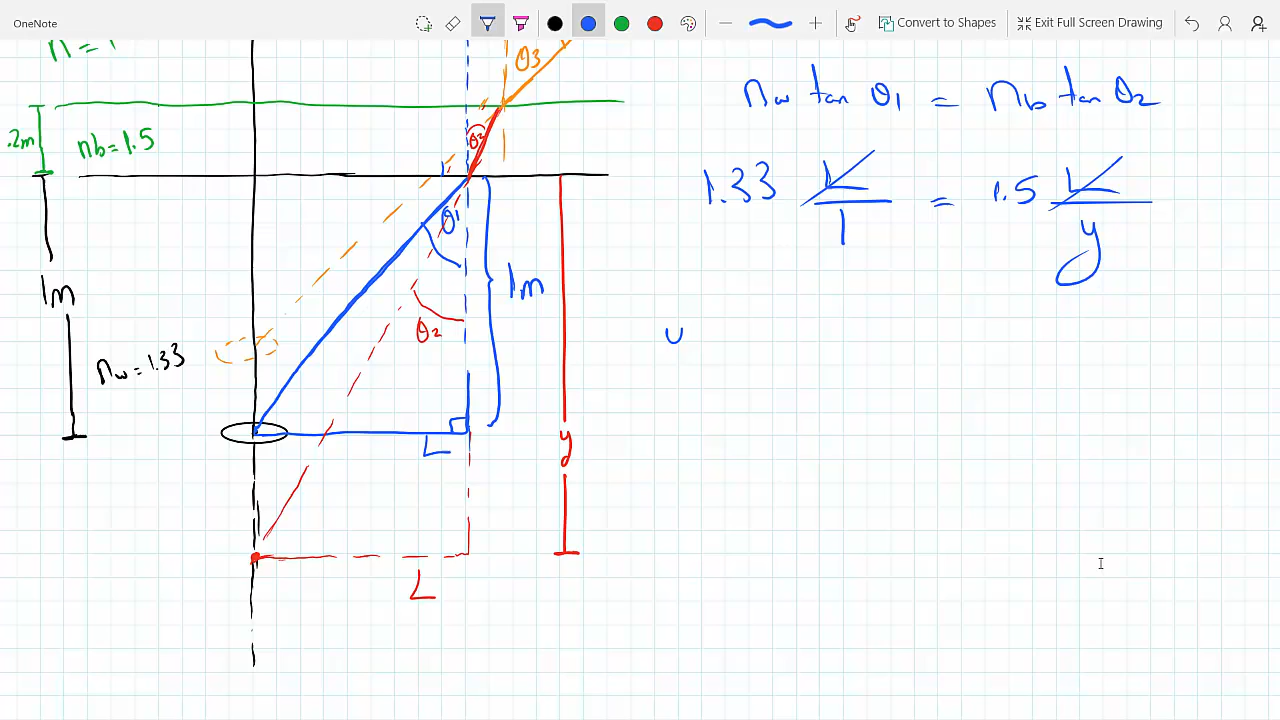 OneNote
Convert to Shapes
Exit Full Screen Drawing
n = 1
θ3
.2m
nb = 1.5
θ2
θ1
1m
1m
θ2
nw = 1.33
L
y
L
nw tan θ1 = nb tan θ2
1.33 L/1 = 1.5 L/y